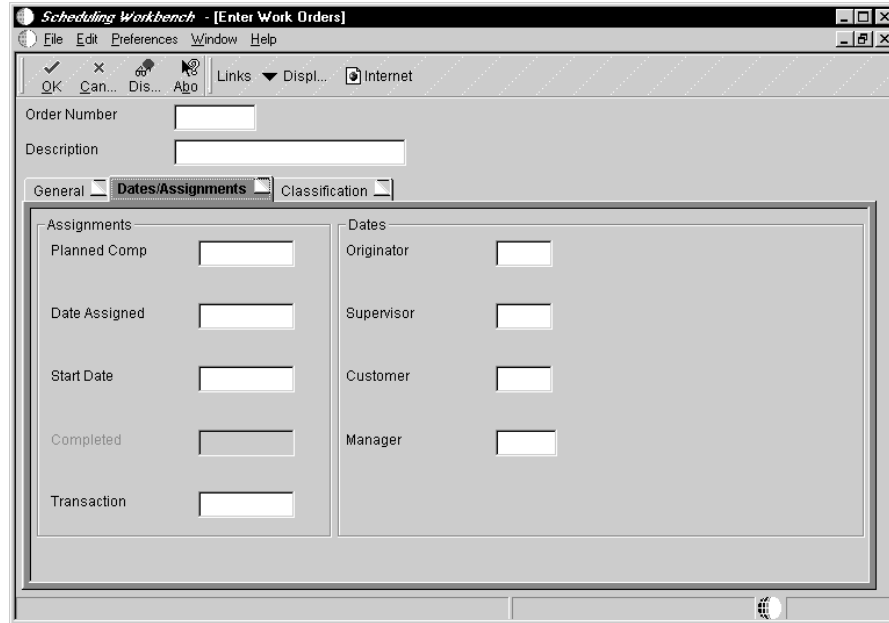 Scheduling Workbench - [Enter Work Orders]
File Edit Preferences Window Help
OK Can... Dis... Abo Links Displ... Internet
Order Number
Description
General Dates/Assignments Classification
Assignments Dates
Planned Comp Originator
Date Assigned Supervisor
Start Date Customer
Completed Manager
Transaction